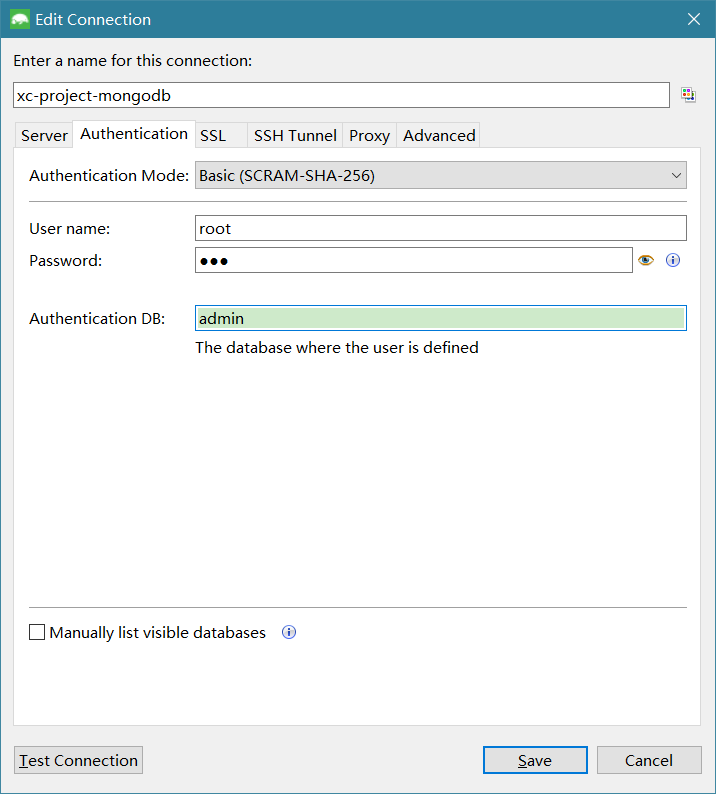 Edit Connection
Enter a name for this connection:
xc-project-mongodb
Server Authentication SSL SSH Tunnel Proxy Advanced
Authentication Mode: Basic (SCRAM-SHA-256)
User name: root
Password: ●●●
Authentication DB: admin
The database where the user is defined
Manually list visible databases
Test Connection Save Cancel